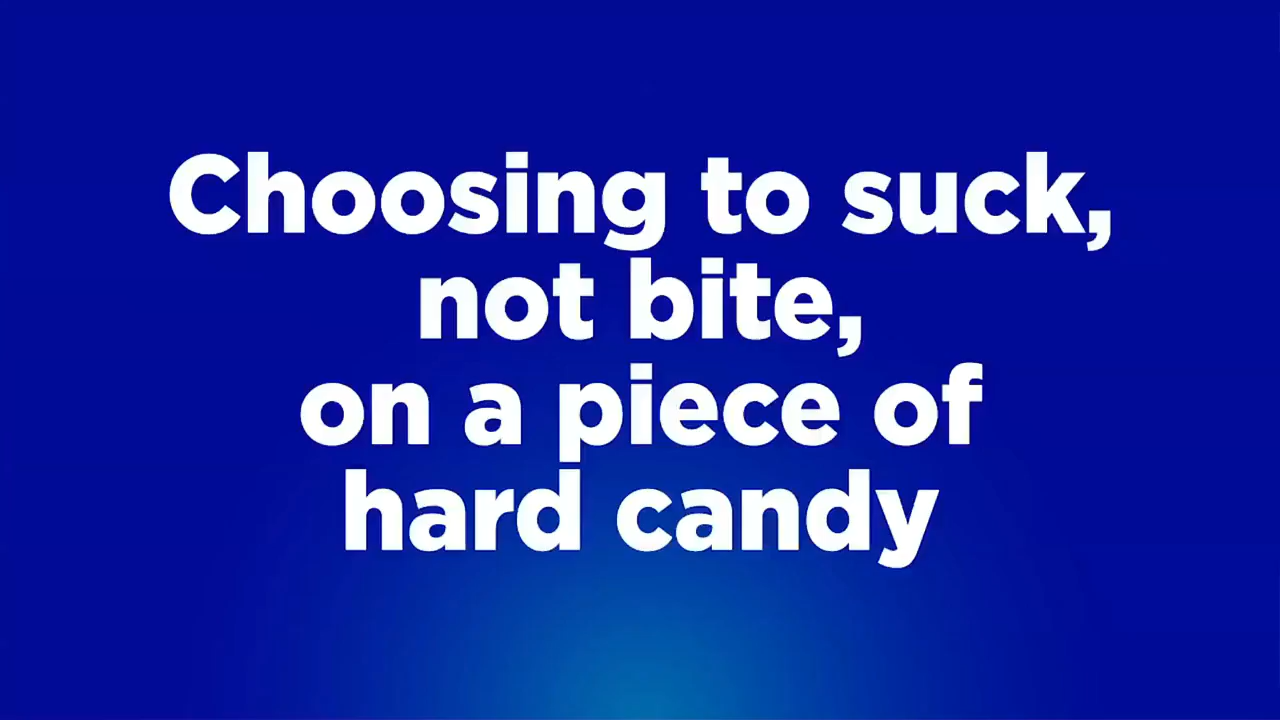 Choosing to suck,
not bite,
on a piece of
hard candy